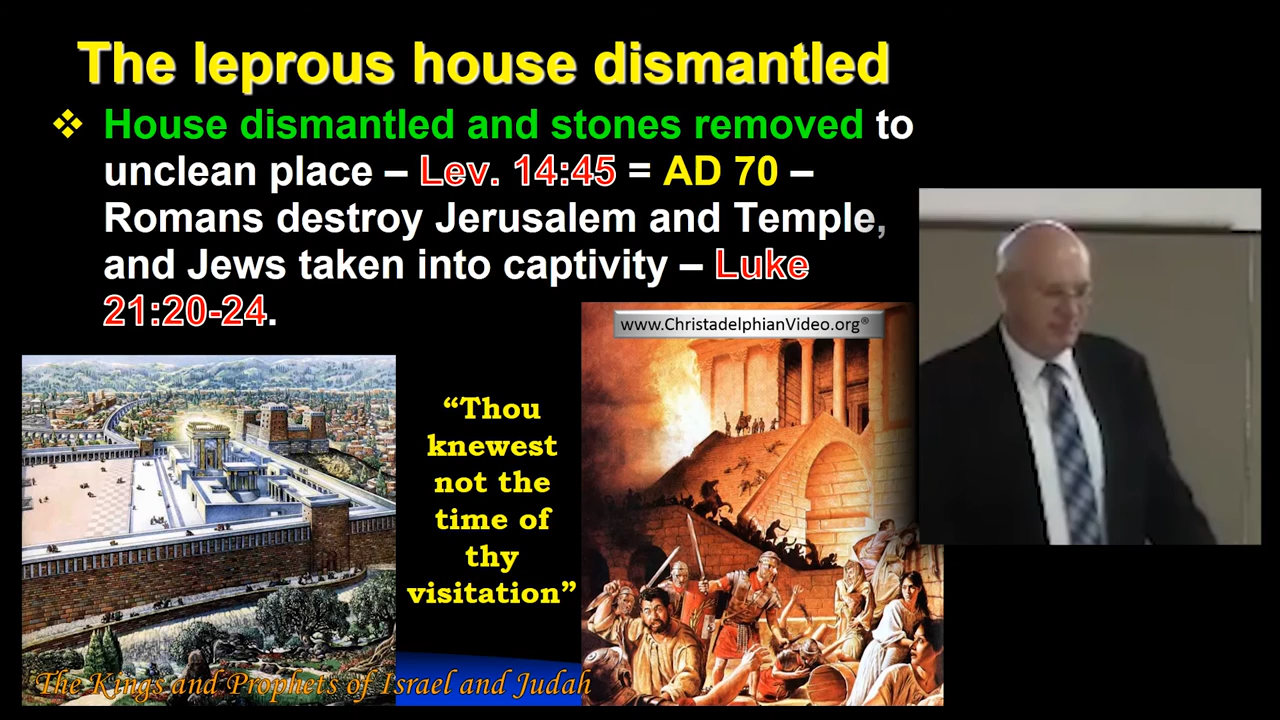 The leprous house dismantled
❖ House dismantled and stones removed to
unclean place – Lev. 14:45 = AD 70 –
Romans destroy Jerusalem and Temple,
and Jews taken into captivity – Luke
21:20-24.
www.ChristadelphianVideo.org®
“Thou
knewest
not the
time of
thy
visitation”
The Kings and Prophets of Israel and Judah